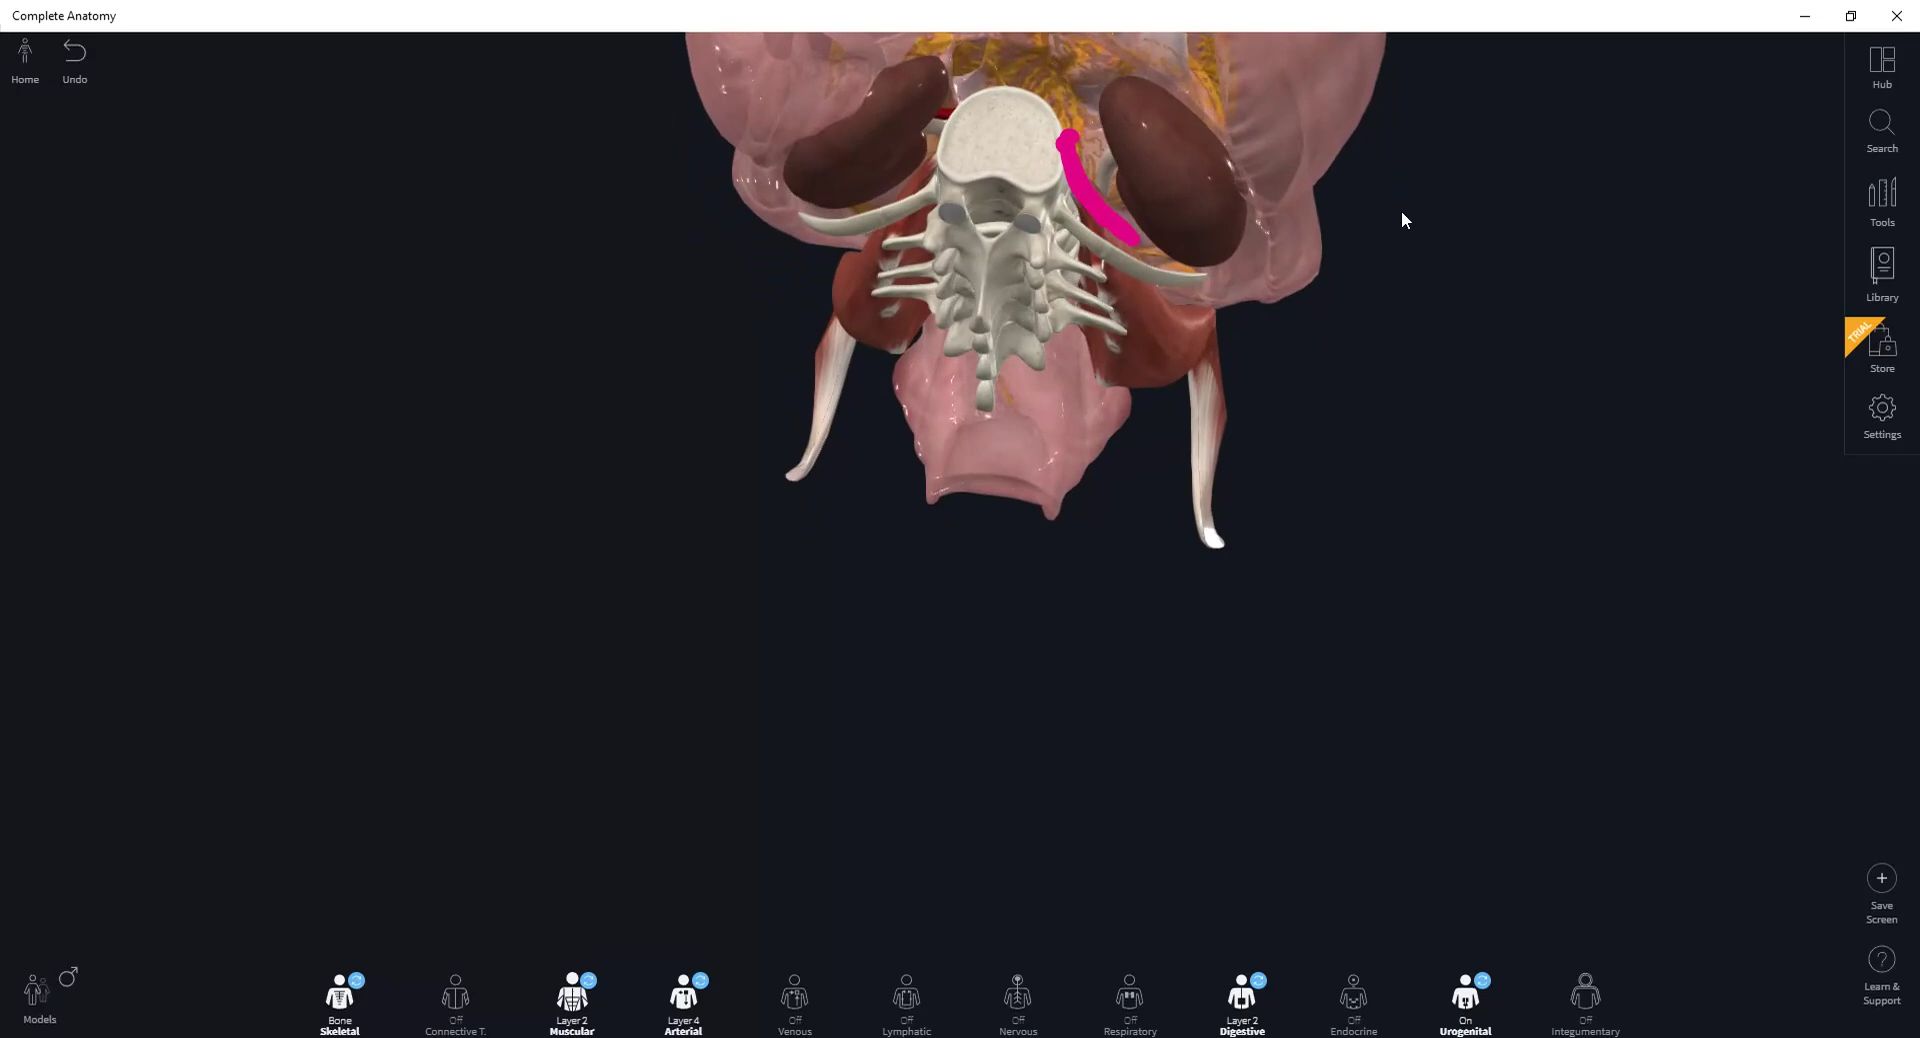 Complete Anatomy
Home
Undo
Hub
Search
Tools
Library
TRIAL
Store
Settings
Save
Screen
Learn &
Support
Models
Bone
Skeletal
Off
Connective T.
Layer 2
Muscular
Layer 4
Arterial
Off
Venous
Off
Lymphatic
Off
Nervous
Off
Respiratory
Layer 2
Digestive
Off
Endocrine
On
Urogenital
Off
Integumentary